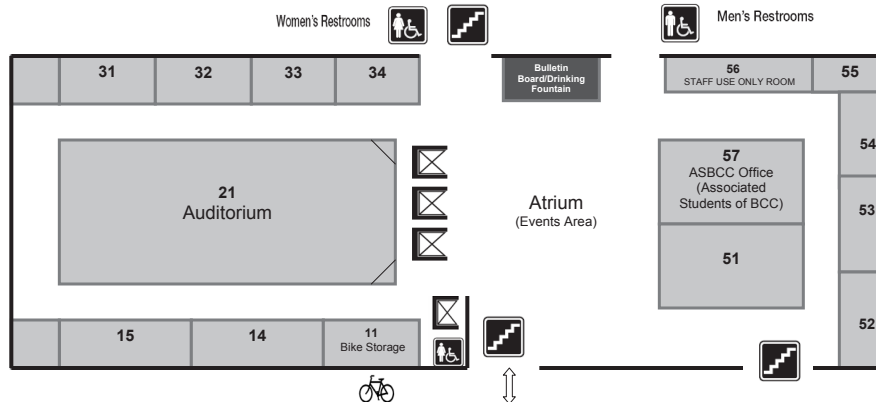 Women's Restrooms
Men's Restrooms
31
32
33
34
Bulletin
Board/Drinking
Fountain
56
STAFF USE ONLY ROOM
55
54
21
Auditorium
Atrium
(Events Area)
57
ASBCC Office
(Associated
Students of BCC)
53
51
15
14
11
Bike Storage
52